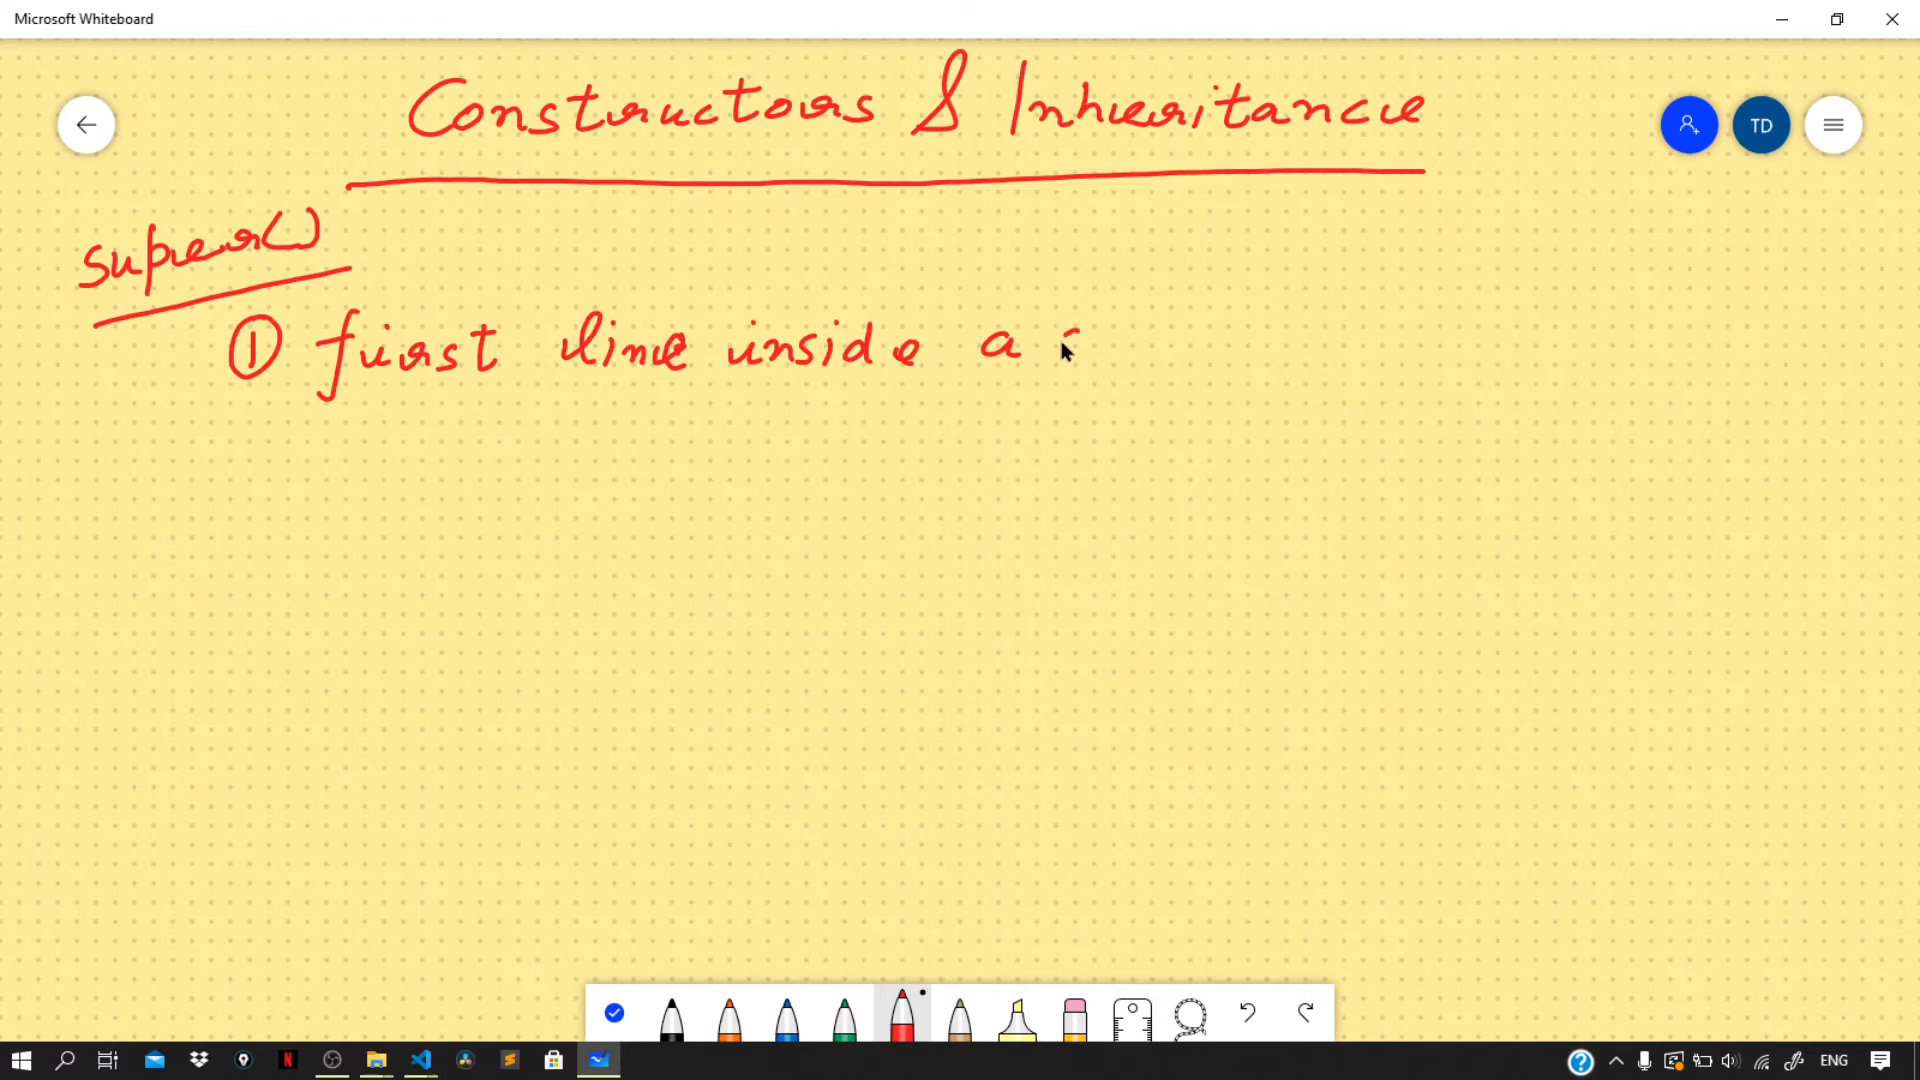 Microsoft Whiteboard
Constructors & Inheritance
TD
super()
① first line inside a
ENG